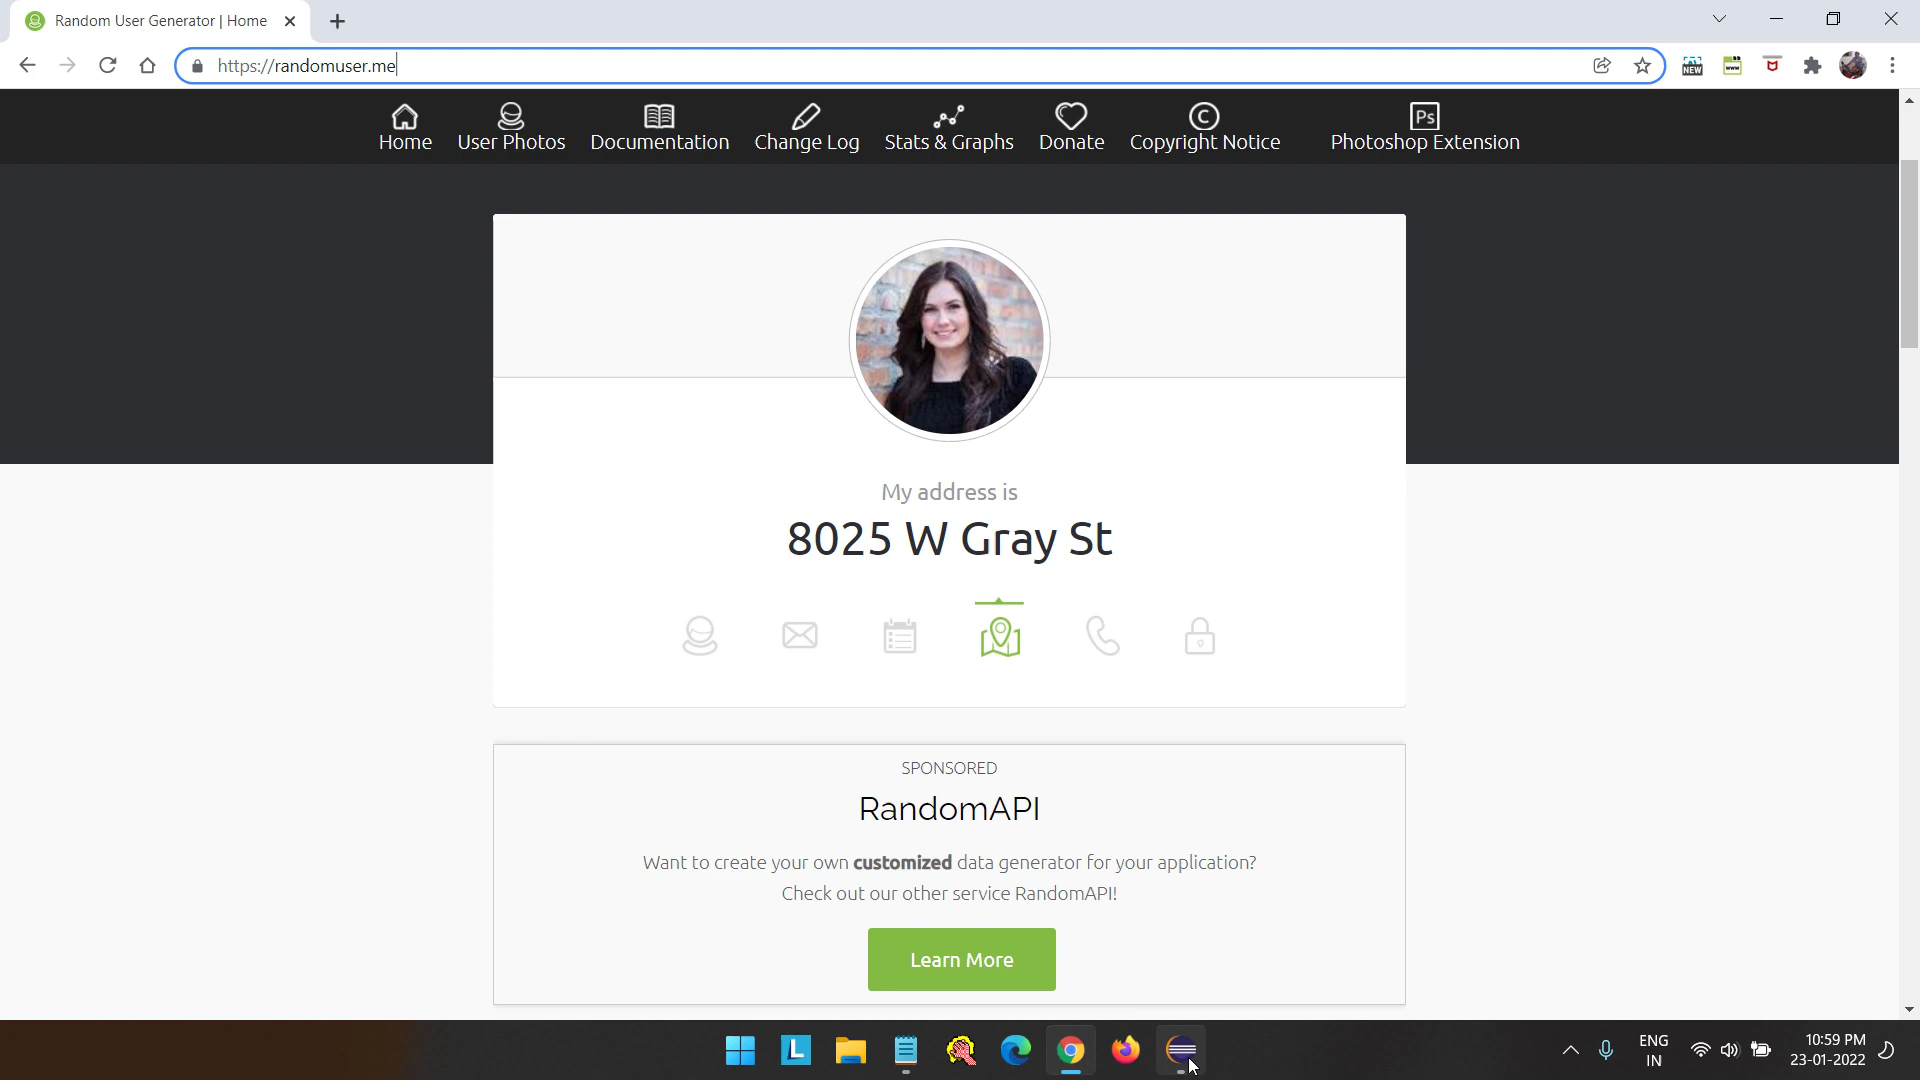 Random User Generator | Home
https://randomuser.me
NEW
www
Home
User Photos
Documentation
Change Log
Stats & Graphs
Donate
Copyright Notice
Ps
Photoshop Extension
My address is
8025 W Gray St
SPONSORED
RandomAPI
Want to create your own customized data generator for your application?
Check out our other service RandomAPI!
Learn More
L
ENG
IN
10:59 PM
23-01-2022